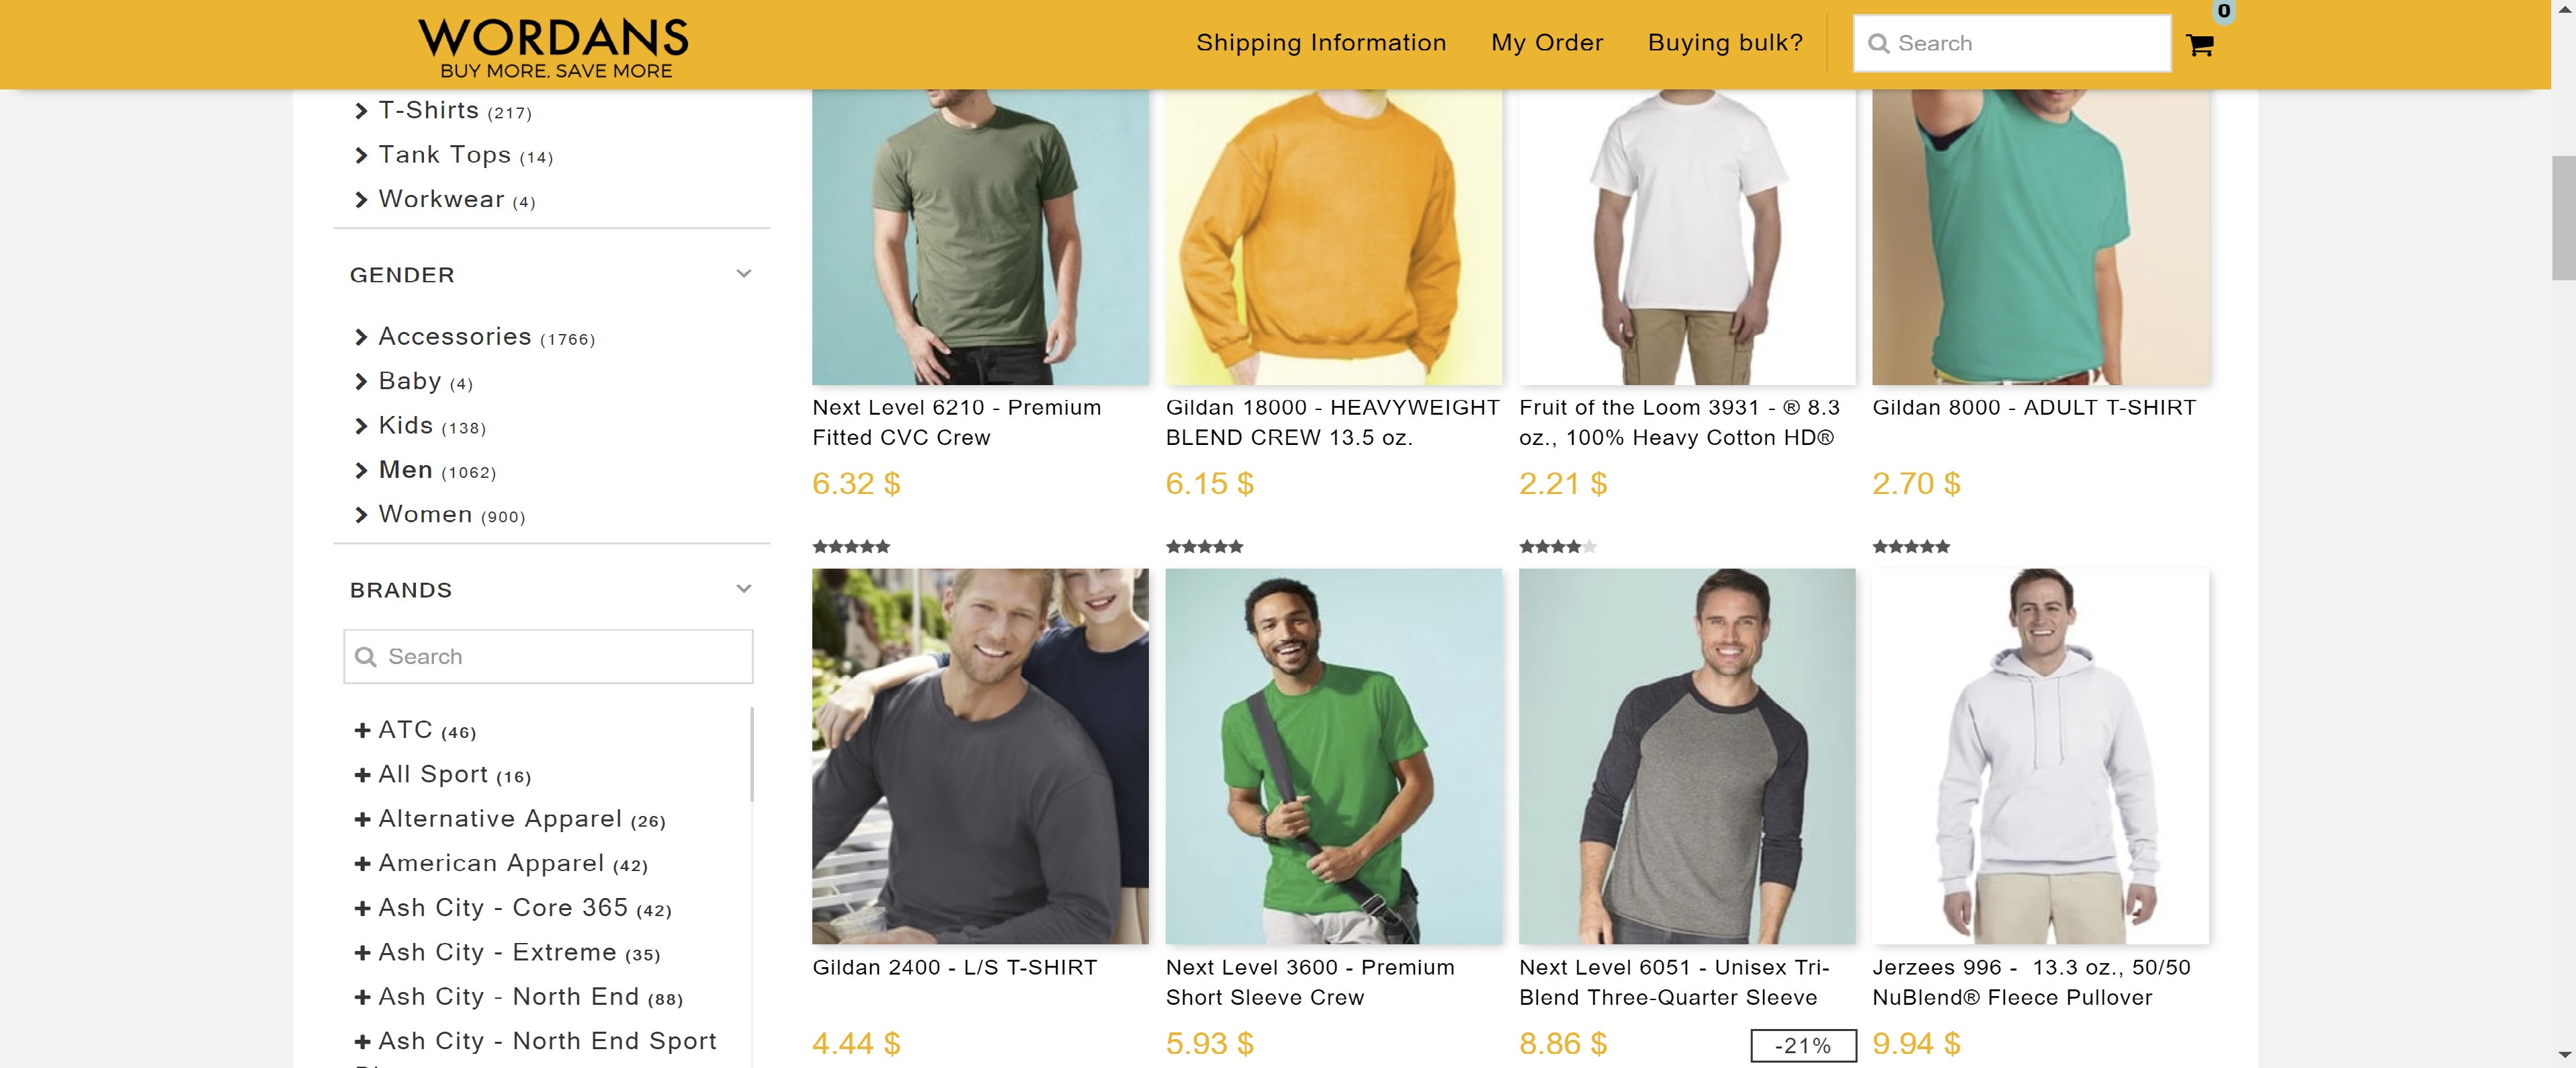 WORDANS
BUY MORE, SAVE MORE
Shipping Information
My Order
Buying bulk?
Search
0
T-Shirts (217)
Tank Tops (14)
Workwear (4)
GENDER
Accessories (1766)
Baby (4)
Kids (138)
Men (1062)
Women (900)
BRANDS
Search
ATC (46)
All Sport (16)
Alternative Apparel (26)
American Apparel (42)
Ash City - Core 365 (42)
Ash City - Extreme (35)
Ash City - North End (88)
Ash City - North End Sport
Next Level 6210 - Premium
Fitted CVC Crew
6.32 $
Gildan 18000 - HEAVYWEIGHT
BLEND CREW 13.5 oz.
6.15 $
Fruit of the Loom 3931 - ® 8.3
oz., 100% Heavy Cotton HD®
2.21 $
Gildan 8000 - ADULT T-SHIRT
2.70 $
Gildan 2400 - L/S T-SHIRT
4.44 $
Next Level 3600 - Premium
Short Sleeve Crew
5.93 $
Next Level 6051 - Unisex Tri-
Blend Three-Quarter Sleeve
8.86 $
-21%
Jerzees 996 -  13.3 oz., 50/50
NuBlend® Fleece Pullover
9.94 $